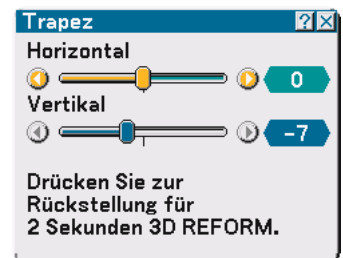 Trapez
Horizontal
0
Vertikal
-7
Drücken Sie zur
Rückstellung für
2 Sekunden 3D REFORM.